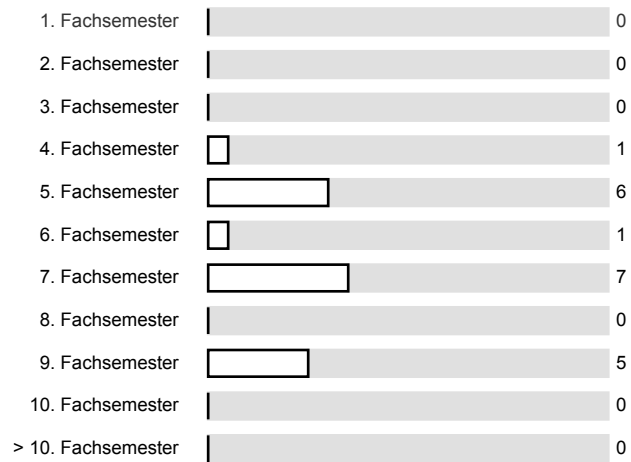 1. Fachsemester 0
2. Fachsemester 0
3. Fachsemester 0
4. Fachsemester 1
5. Fachsemester 6
6. Fachsemester 1
7. Fachsemester 7
8. Fachsemester 0
9. Fachsemester 5
10. Fachsemester 0
> 10. Fachsemester 0